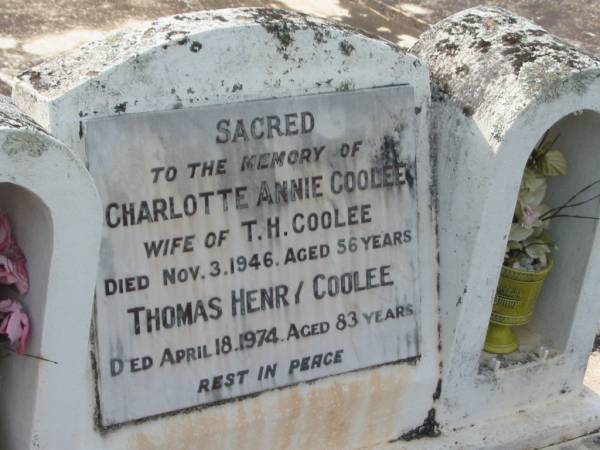 SACRED
TO THE MEMORY OF
CHARLOTTE ANNIE COOLEE
WIFE OF T.H. COOLEE
DIED NOV. 3. 1946. AGED 56 YEARS
THOMAS HENRY COOLEE
DIED APRIL 18. 1974. AGED 83 YEARS
REST IN PEACE